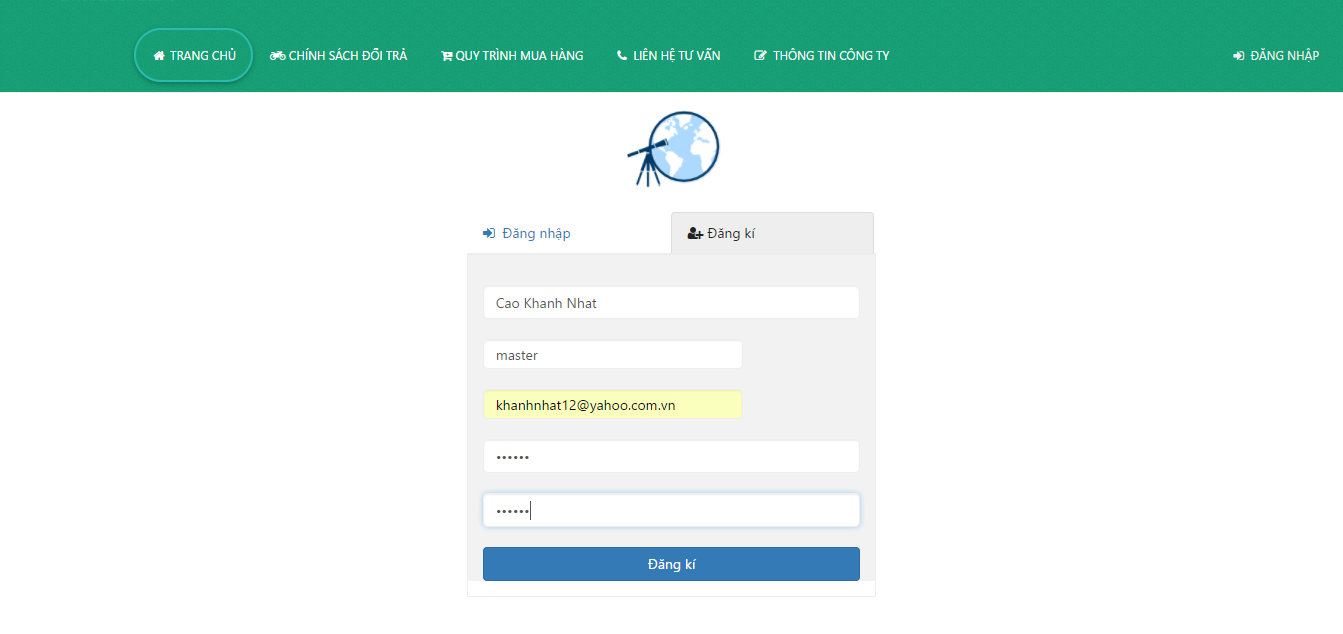 TRANG CHỦ CHÍNH SÁCH ĐỔI TRẢ QUY TRÌNH MUA HÀNG LIÊN HỆ TƯ VẤN THÔNG TIN CÔNG TY ĐĂNG NHẬP
Đăng nhập Đăng kí
Cao Khanh Nhat
master
khanhnhat12@yahoo.com.vn
••••••
••••••
Đăng kí